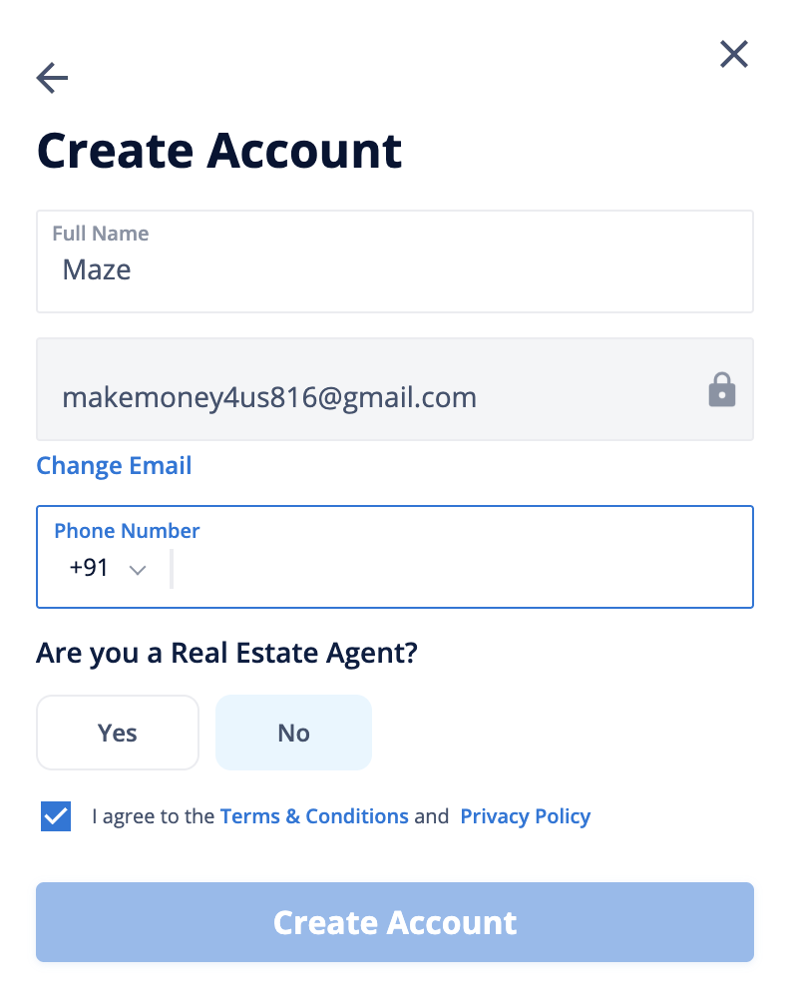 Create Account
Full Name
Maze
makemoney4us816@gmail.com
Change Email
Phone Number
+91
Are you a Real Estate Agent?
Yes No
I agree to the Terms & Conditions and Privacy Policy
Create Account